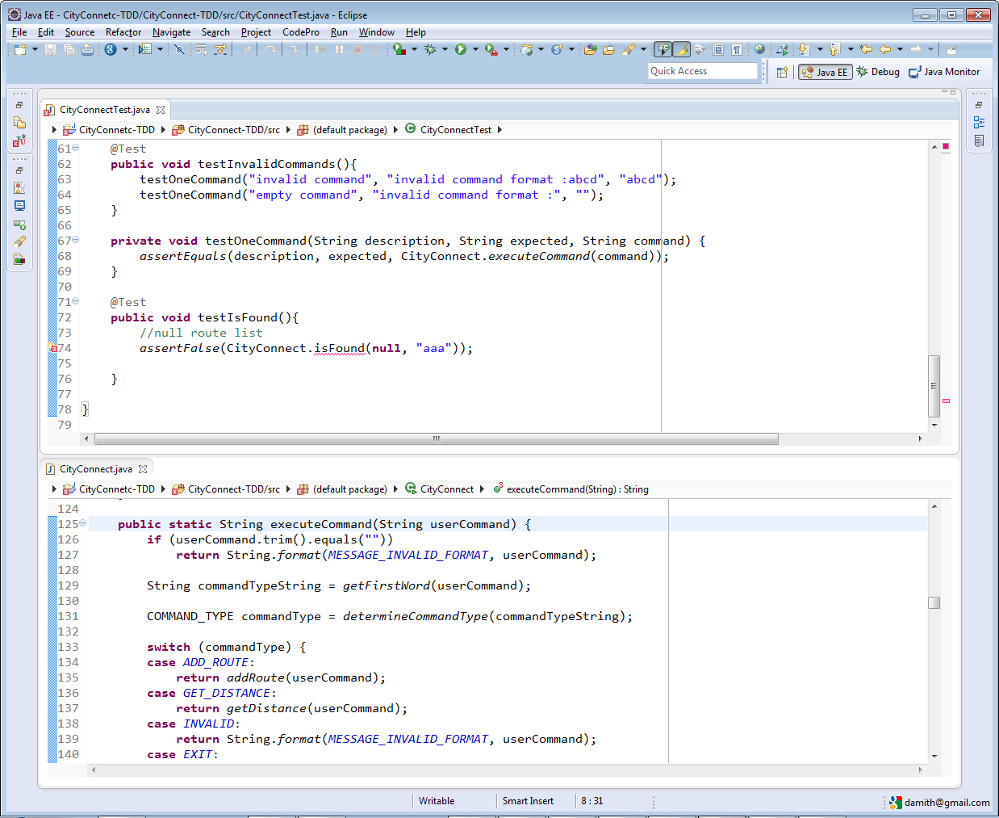 Java EE - CityConnetc-TDD/CityConnect-TDD/src/CityConnectTest.java - Eclipse
File Edit Source Refactor Navigate Search Project CodePro Run Window Help
Quick Access
Java EE Debug Java Monitor
CityConnectTest.java
CityConnetc-TDD CityConnect-TDD/src (default package) CityConnectTest
61 @Test
62 public void testInvalidCommands(){
63 testOneCommand("invalid command", "invalid command format :abcd", "abcd");
64 testOneCommand("empty command", "invalid command format :", "");
65 }
66
67 private void testOneCommand(String description, String expected, String command) {
68 assertEquals(description, expected, CityConnect.executeCommand(command));
69 }
70
71 @Test
72 public void testIsFound(){
73 //null route list
74 assertFalse(CityConnect.isFound(null, "aaa"));
75
76 }
77
78 }
79
CityConnect.java
CityConnetc-TDD CityConnect-TDD/src (default package) CityConnect executeCommand(String) : String
124
125 public static String executeCommand(String userCommand) {
126 if (userCommand.trim().equals(""))
127 return String.format(MESSAGE_INVALID_FORMAT, userCommand);
128
129 String commandTypeString = getFirstWord(userCommand);
130
131 COMMAND_TYPE commandType = determineCommandType(commandTypeString);
132
133 switch (commandType) {
134 case ADD_ROUTE:
135 return addRoute(userCommand);
136 case GET_DISTANCE:
137 return getDistance(userCommand);
138 case INVALID:
139 return String.format(MESSAGE_INVALID_FORMAT, userCommand);
140 case EXIT:
Writable Smart Insert 8 : 31 damith@gmail.com